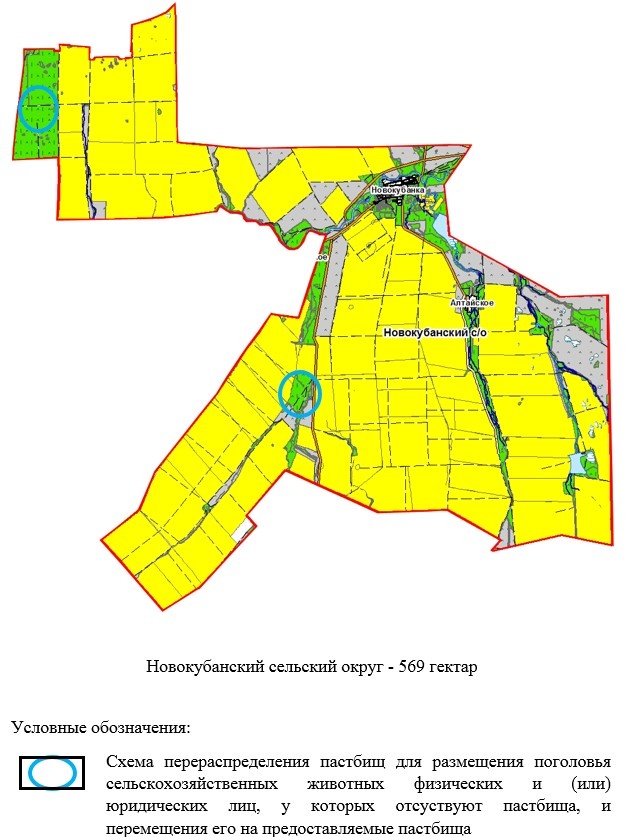 Новокубанка
ое
Алтайское
Новокубанский с/о
Новокубанский сельский округ - 569 гектар
Условные обозначения:
Схема перераспределения пастбищ для размещения поголовья
сельскохозяйственных животных физических и (или)
юридических лиц, у которых отсуствуют пастбища, и
перемещения его на предоставляемые пастбища